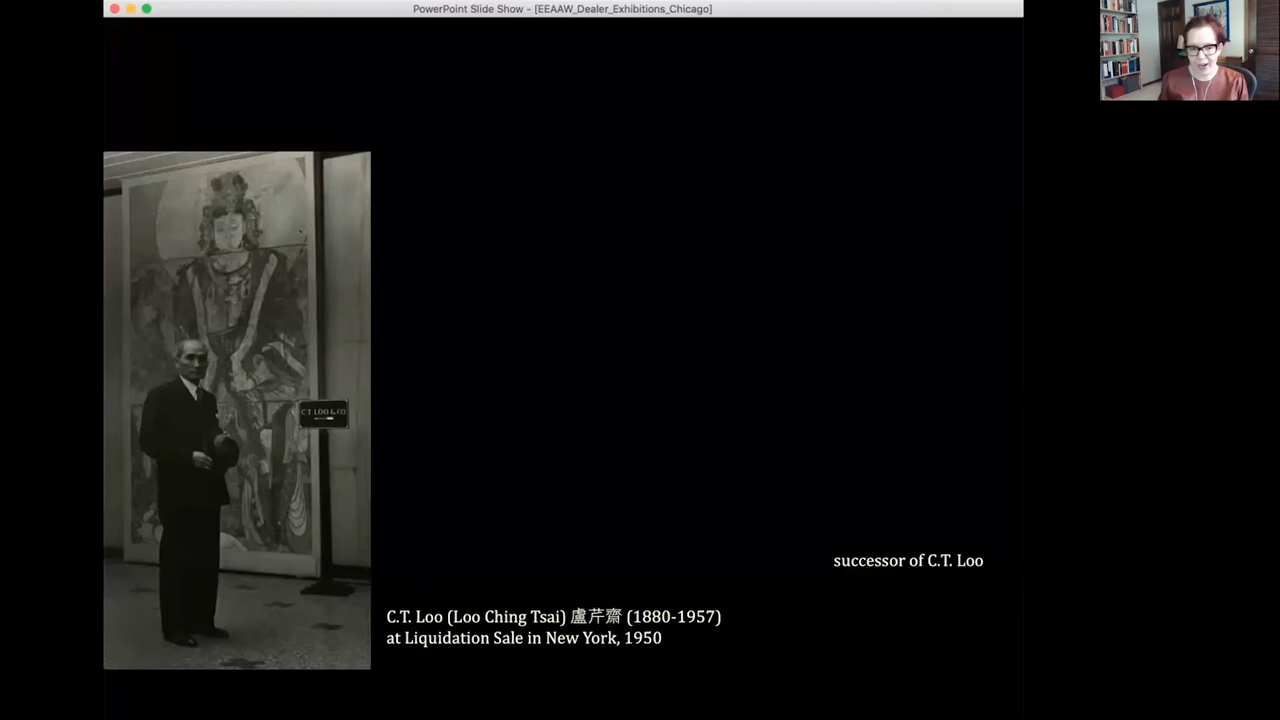 PowerPoint Slide Show - [EEAAW_Dealer_Exhibitions_Chicago]
C.T. LOO & CO
successor of C.T. Loo
C.T. Loo (Loo Ching Tsai) 盧芹齋 (1880-1957)
at Liquidation Sale in New York, 1950